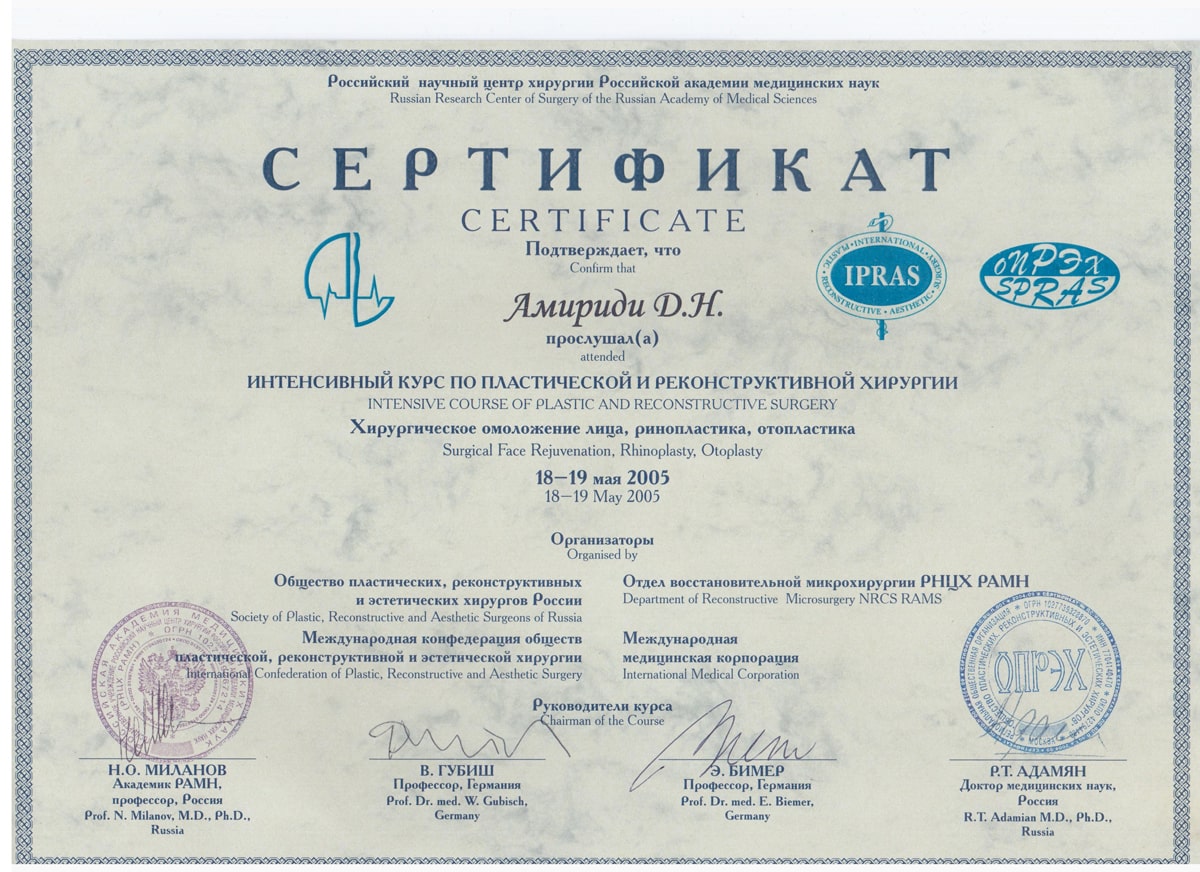 Российский научный центр хирургии Российской академии медицинских наук
Russian Research Center of Surgery of the Russian Academy of Medical Sciences
СЕРТИФИКАТ
CERTIFICATE
Подтверждает, что
Confirm that
PLASTIC • INTERNATIONAL • SURGERY
IPRAS
RECONSTRUCTIVE • AESTHETIC
ОПРЭХ
SPRAS
Амириди Д.Н.
прослушал(а)
attended
ИНТЕНСИВНЫЙ КУРС ПО ПЛАСТИЧЕСКОЙ И РЕКОНСТРУКТИВНОЙ ХИРУРГИИ
INTENSIVE COURSE OF PLASTIC AND RECONSTRUCTIVE SURGERY
Хирургическое омоложение лица, ринопластика, отопластика
Surgical Face Rejuvenation, Rhinoplasty, Otoplasty
18—19 мая 2005
18—19 May 2005
Организаторы
Organised by
Общество пластических, реконструктивных
и эстетических хирургов России
Society of Plastic, Reconstructive and Aesthetic Surgeons of Russia
Международная конфедерация обществ
пластической, реконструктивной и эстетической хирургии
International Confederation of Plastic, Reconstructive and Aesthetic Surgery
Отдел восстановительной микрохирургии РНЦХ РАМН
Department of Reconstructive Microsurgery NRCS RAMS
Международная
медицинская корпорация
International Medical Corporation
Руководители курса
Chairman of the Course
РОССИЙСКАЯ АКАДЕМИЯ МЕДИЦИНСКИХ НАУК
ОПРЭХ
МОСКВА
Н.О. МИЛАНОВ
Академик РАМН,
профессор, Россия
Prof. N. Milanov, M.D., Ph.D.,
Russia
В. ГУБИШ
Профессор, Германия
Prof. Dr. med. W. Gubisch,
Germany
Э. БИМЕР
Профессор, Германия
Prof. Dr. med. E. Biemer,
Germany
Р.Т. АДАМЯН
Доктор медицинских наук,
Россия
R.T. Adamian M.D., Ph.D.,
Russia